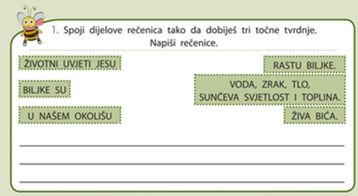 1. Spoji dijelove rečenica tako da dobiješ tri točne tvrdnje.
Napiši rečenice.
ŽIVOTNI UVJETI JESU
RASTU BILJKE.
BILJKE SU
VODA, ZRAK, TLO,
SUNČEVA SVJETLOST I TOPLINA.
U NAŠEM OKOLIŠU
ŽIVA BIĆA.